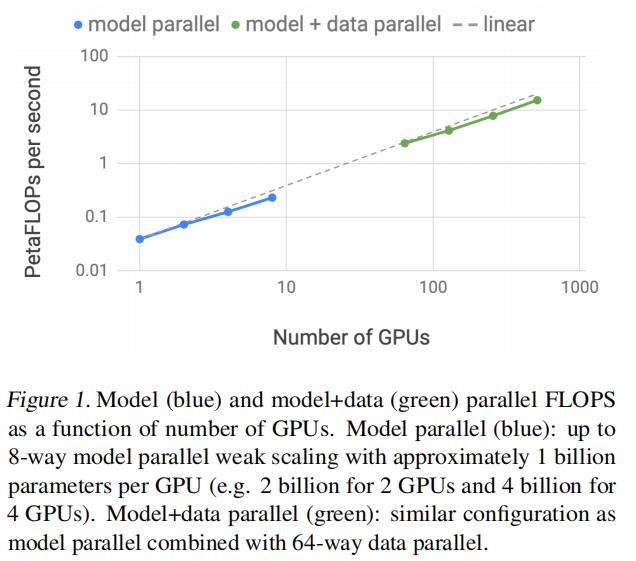 model parallel model + data parallel linear
100
10
1
0.1
0.01
PetaFLOPs per second
1 10 100 1000
Number of GPUs
Figure 1. Model (blue) and model+data (green) parallel FLOPS
as a function of number of GPUs. Model parallel (blue): up to
8-way model parallel weak scaling with approximately 1 billion
parameters per GPU (e.g. 2 billion for 2 GPUs and 4 billion for
4 GPUs). Model+data parallel (green): similar configuration as
model parallel combined with 64-way data parallel.